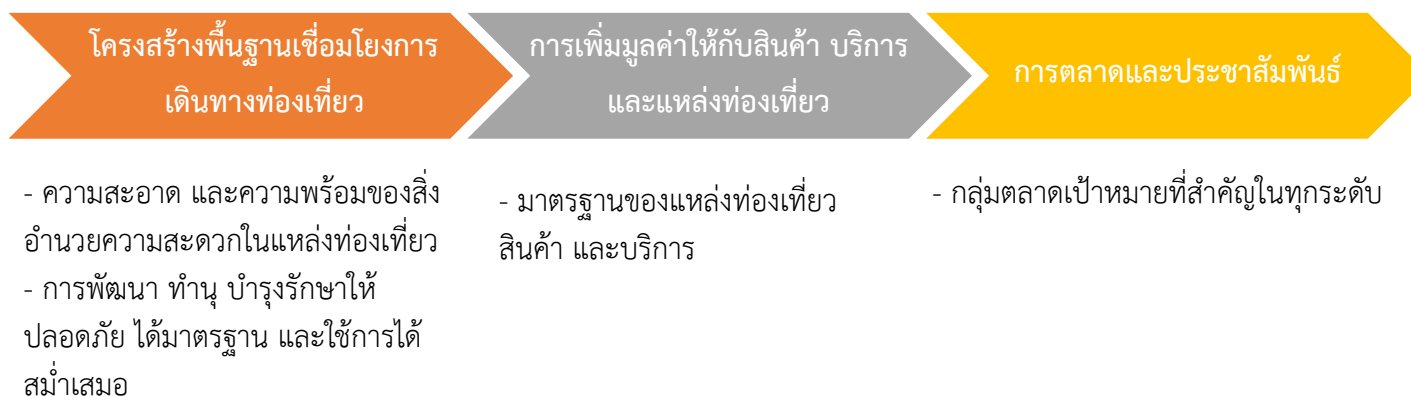 โครงสร้างพื้นฐานเชื่อมโยงการ
เดินทางท่องเที่ยว
การเพิ่มมูลค่าให้กับสินค้า บริการ
และแหล่งท่องเที่ยว
การตลาดและประชาสัมพันธ์
- ความสะอาด และความพร้อมของสิ่ง
อำนวยความสะดวกในแหล่งท่องเที่ยว
- การพัฒนา ทำนุ บำรุงรักษาให้
ปลอดภัย ได้มาตรฐาน และใช้การได้
สม่ำเสมอ
- มาตรฐานของแหล่งท่องเที่ยว
สินค้า และบริการ
- กลุ่มตลาดเป้าหมายที่สำคัญในทุกระดับ